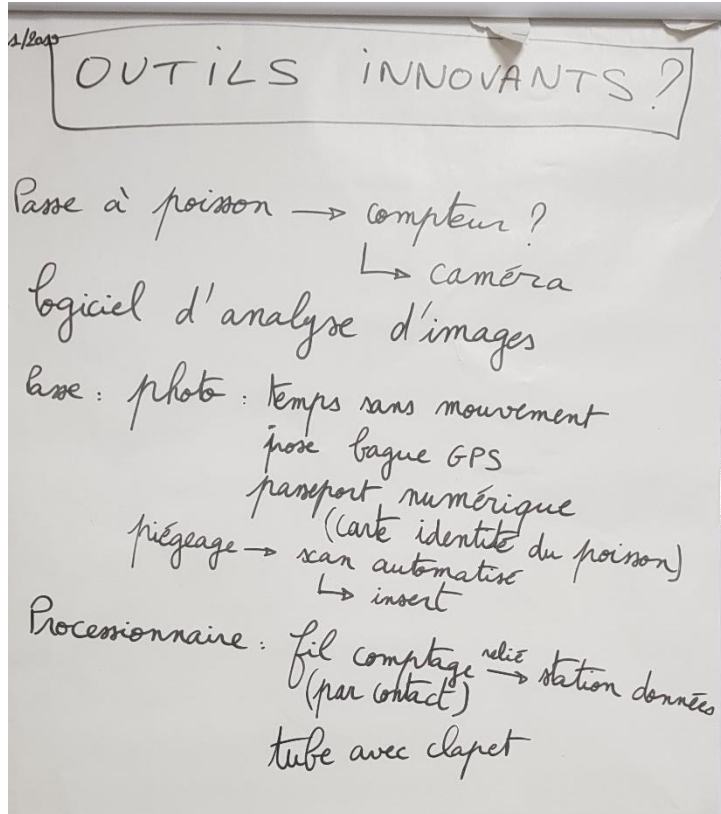 OUTILS INNOVANTS ?
Passe à poisson → compteur ?
↳ caméra
logiciel d'analyse d'images
Passe : photo : temps sans mouvement
pose bague GPS
passeport numérique
(carte identité du poisson)
piégeage → scan automatisé
↳ insert
Processionnaire : fil comptage relié → station données
(par contact)
tube avec clapet